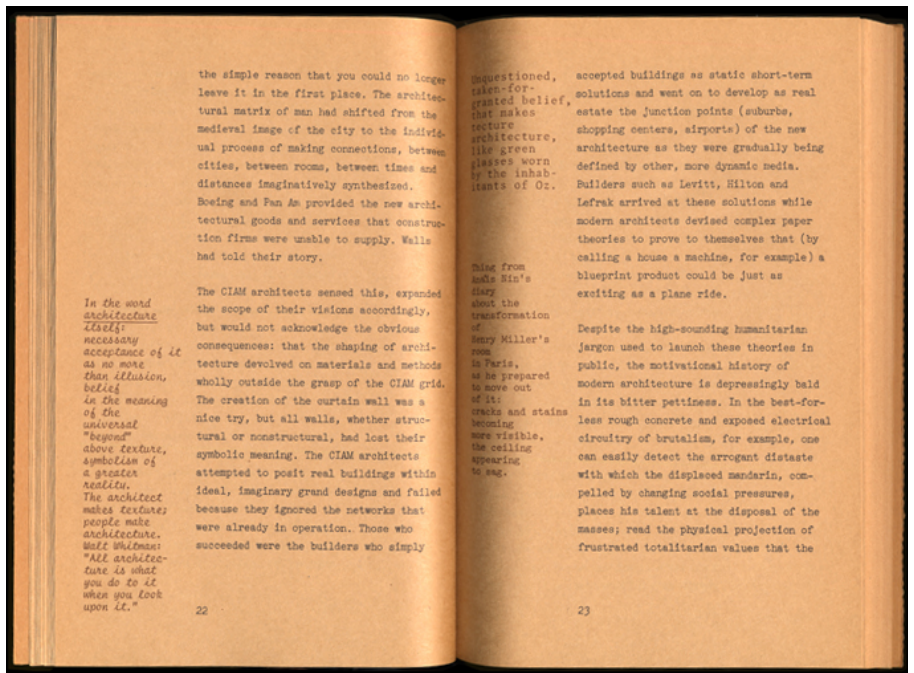 the simple reason that you could no longer
leave it in the first place. The architec-
tural matrix of man had shifted from the
medieval image of the city to the individ-
ual process of making connections, between
cities, between rooms, between times and
distances imaginatively synthesized.
Boeing and Pan Am provided the new archi-
tectural goods and services that construc-
tion firms were unable to supply. Walls
had told their story.
The CIAM architects sensed this, expanded
the scope of their visions accordingly,
but would not acknowledge the obvious
consequences: that the shaping of archi-
tecture devolved on materials and methods
wholly outside the grasp of the CIAM grid.
The creation of the curtain wall was a
nice try, but all walls, whether struc-
tural or nonstructural, had lost their
symbolic meaning. The CIAM architects
attempted to posit real buildings within
ideal, imaginary grand designs and failed
because they ignored the networks that
were already in operation. Those who
succeeded were the builders who simply
In the word
architecture
itself:
necessary
acceptance of it
as no more
than illusion,
belief
in the meaning
of the
universal
"beyond"
above texture,
symbolism of
a greater
reality.
The architect
makes texture;
people make
architecture.
Walt Whitman:
"All architec-
ture is what
you do to it
when you look
upon it."
22
Unquestioned,
taken-for-
granted belief,
that makes
tecture
architecture,
like green
glasses worn
by the inhab-
itants of Oz.
Thing from
Anaïs Nin's
diary
about the
transformation
of
Henry Miller's
room
in Paris,
as he prepared
to move out
of it:
cracks and stains
becoming
more visible,
the ceiling
appearing
to sag.
accepted buildings as static short-term
solutions and went on to develop as real
estate the junction points (suburbs,
shopping centers, airports) of the new
architecture as they were gradually being
defined by other, more dynamic media.
Builders such as Levitt, Hilton and
Lefrak arrived at these solutions while
modern architects devised complex paper
theories to prove to themselves that (by
calling a house a machine, for example) a
blueprint product could be just as
exciting as a plane ride.
Despite the high-sounding humanitarian
jargon used to launch these theories in
public, the motivational history of
modern architecture is depressingly bald
in its bitter pettiness. In the best-for-
less rough concrete and exposed electrical
circuitry of brutalism, for example, one
can easily detect the arrogant distaste
with which the displaced mandarin, com-
pelled by changing social pressures,
places his talent at the disposal of the
masses; read the physical projection of
frustrated totalitarian values that the
23